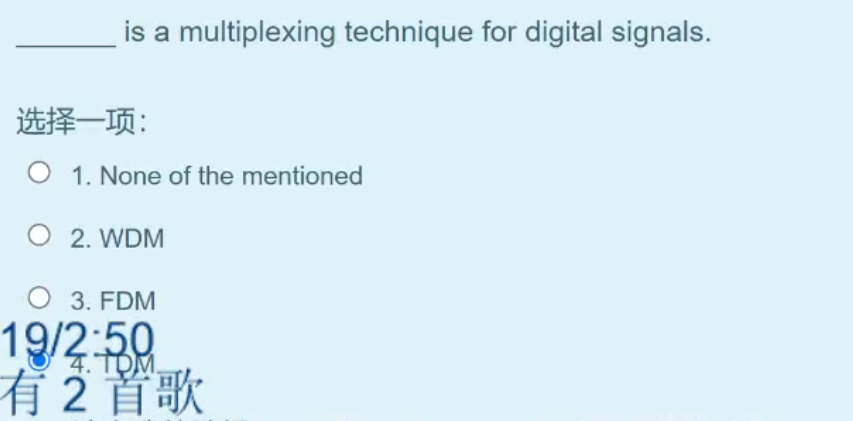 ______ is a multiplexing technique for digital signals.
选择一项:
1. None of the mentioned
2. WDM
3. FDM
19/2:50
4. TDM
有 2 首歌